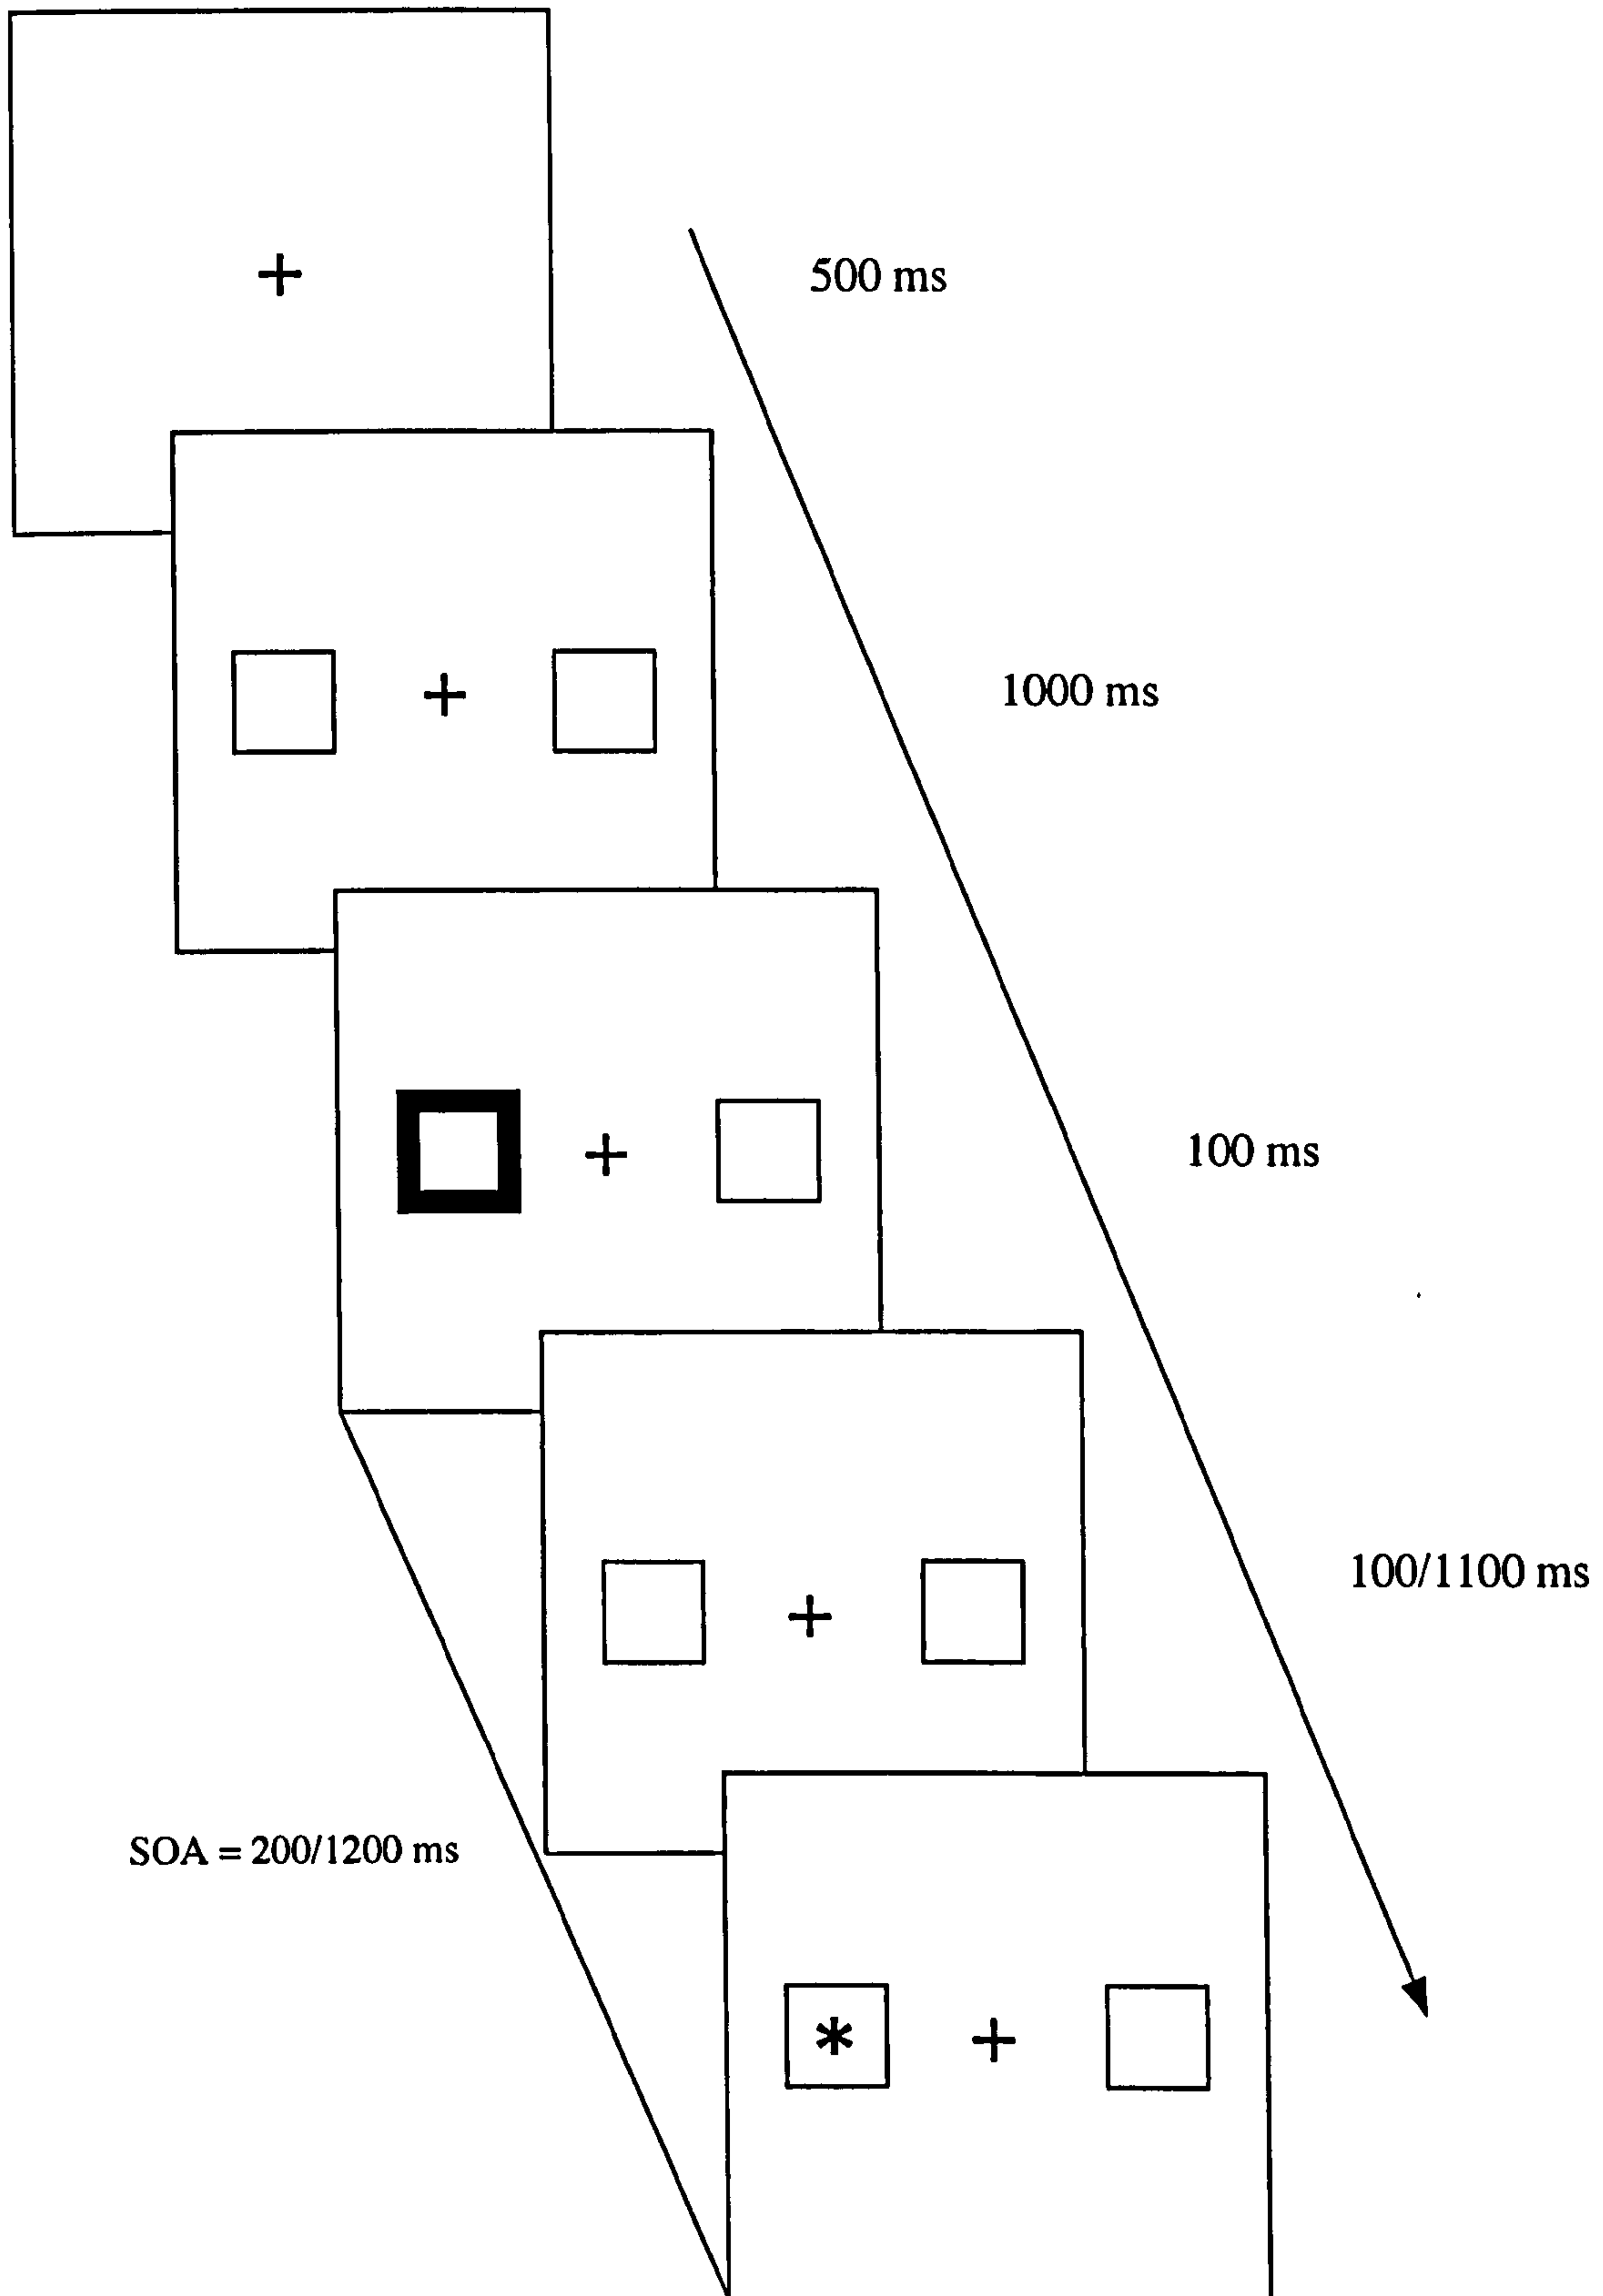 +
500 ms
+
1000 ms
+
100 ms
+
100/1100 ms
SOA = 200/1200 ms
* +